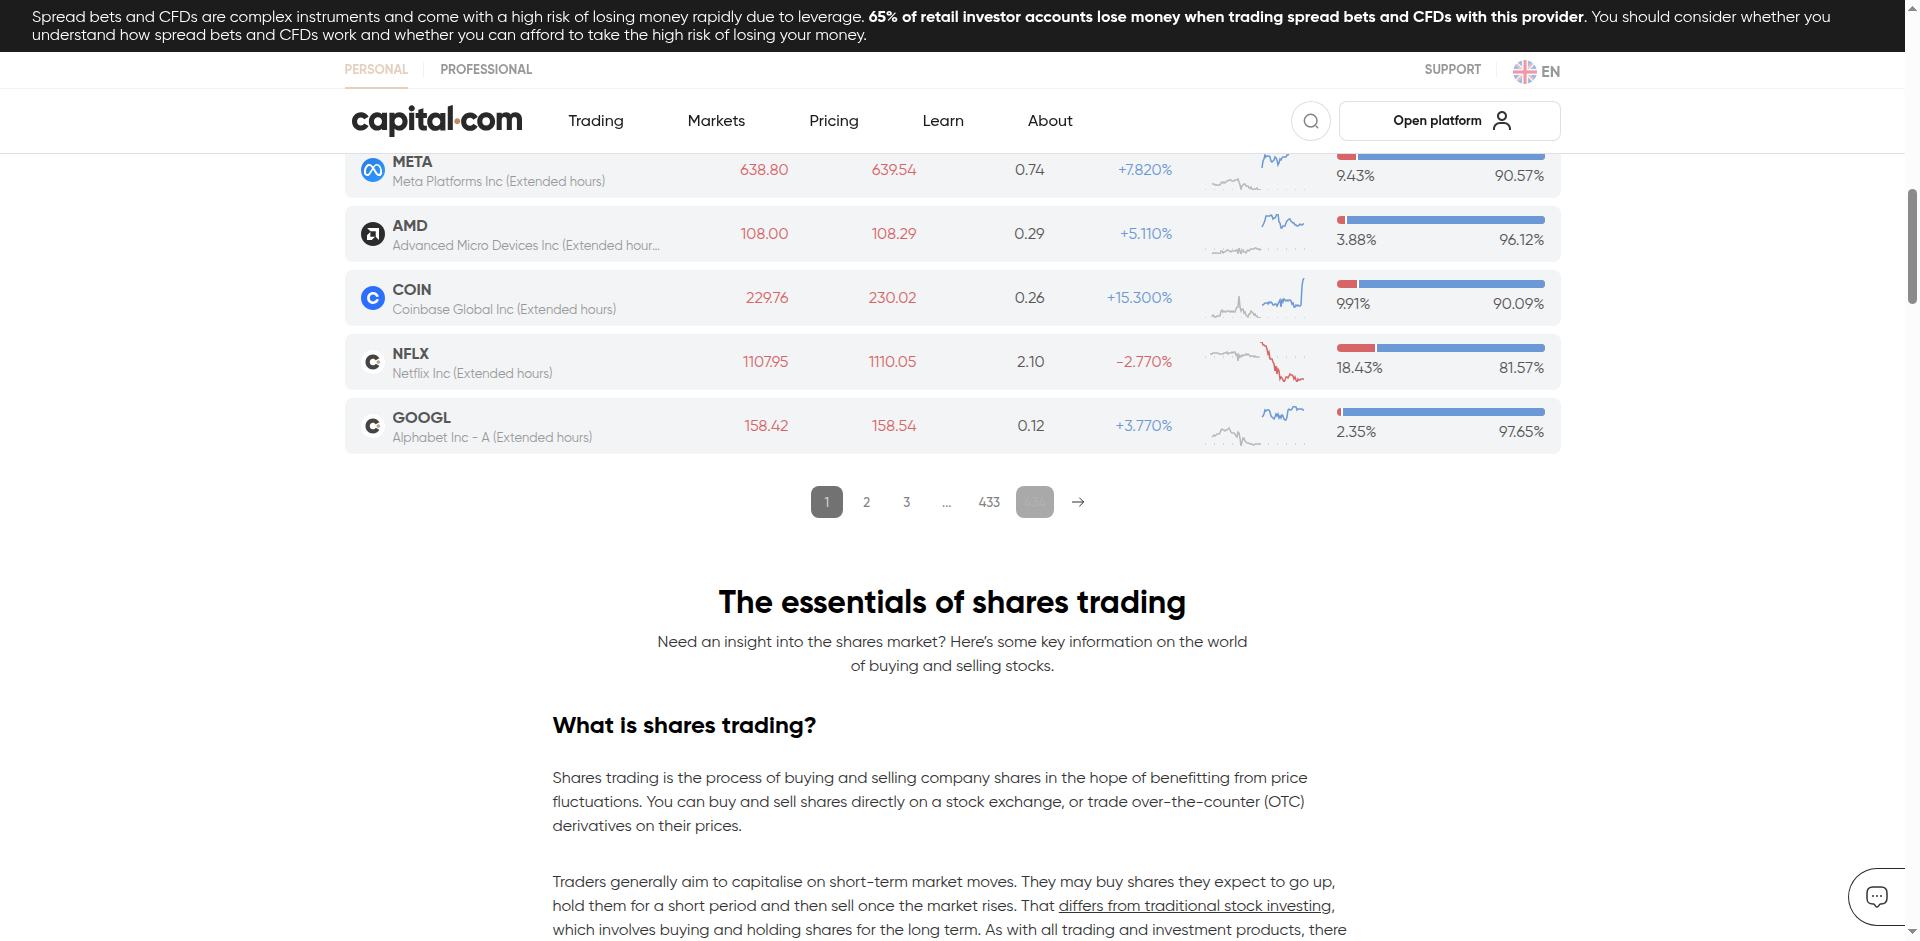 Spread bets and CFDs are complex instruments and come with a high risk of losing money rapidly due to leverage. 65% of retail investor accounts lose money when trading spread bets and CFDs with this provider. You should consider whether you
understand how spread bets and CFDs work and whether you can afford to take the high risk of losing your money.
PERSONAL PROFESSIONAL SUPPORT EN
capital.com Trading Markets Pricing Learn About Open platform
META 638.80 639.54 0.74 +7.820%
Meta Platforms Inc (Extended hours) 9.43% 90.57%
AMD 108.00 108.29 0.29 +5.110%
Advanced Micro Devices Inc (Extended hour... 3.88% 96.12%
COIN 229.76 230.02 0.26 +15.300%
Coinbase Global Inc (Extended hours) 9.91% 90.09%
NFLX 1107.95 1110.05 2.10 -2.770%
Netflix Inc (Extended hours) 18.43% 81.57%
GOOGL 158.42 158.54 0.12 +3.770%
Alphabet Inc - A (Extended hours) 2.35% 97.65%
1 2 3 ... 433
The essentials of shares trading
Need an insight into the shares market? Here’s some key information on the world
of buying and selling stocks.
What is shares trading?
Shares trading is the process of buying and selling company shares in the hope of benefitting from price
fluctuations. You can buy and sell shares directly on a stock exchange, or trade over-the-counter (OTC)
derivatives on their prices.
Traders generally aim to capitalise on short-term market moves. They may buy shares they expect to go up,
hold them for a short period and then sell once the market rises. That differs from traditional stock investing,
which involves buying and holding shares for the long term. As with all trading and investment products, there